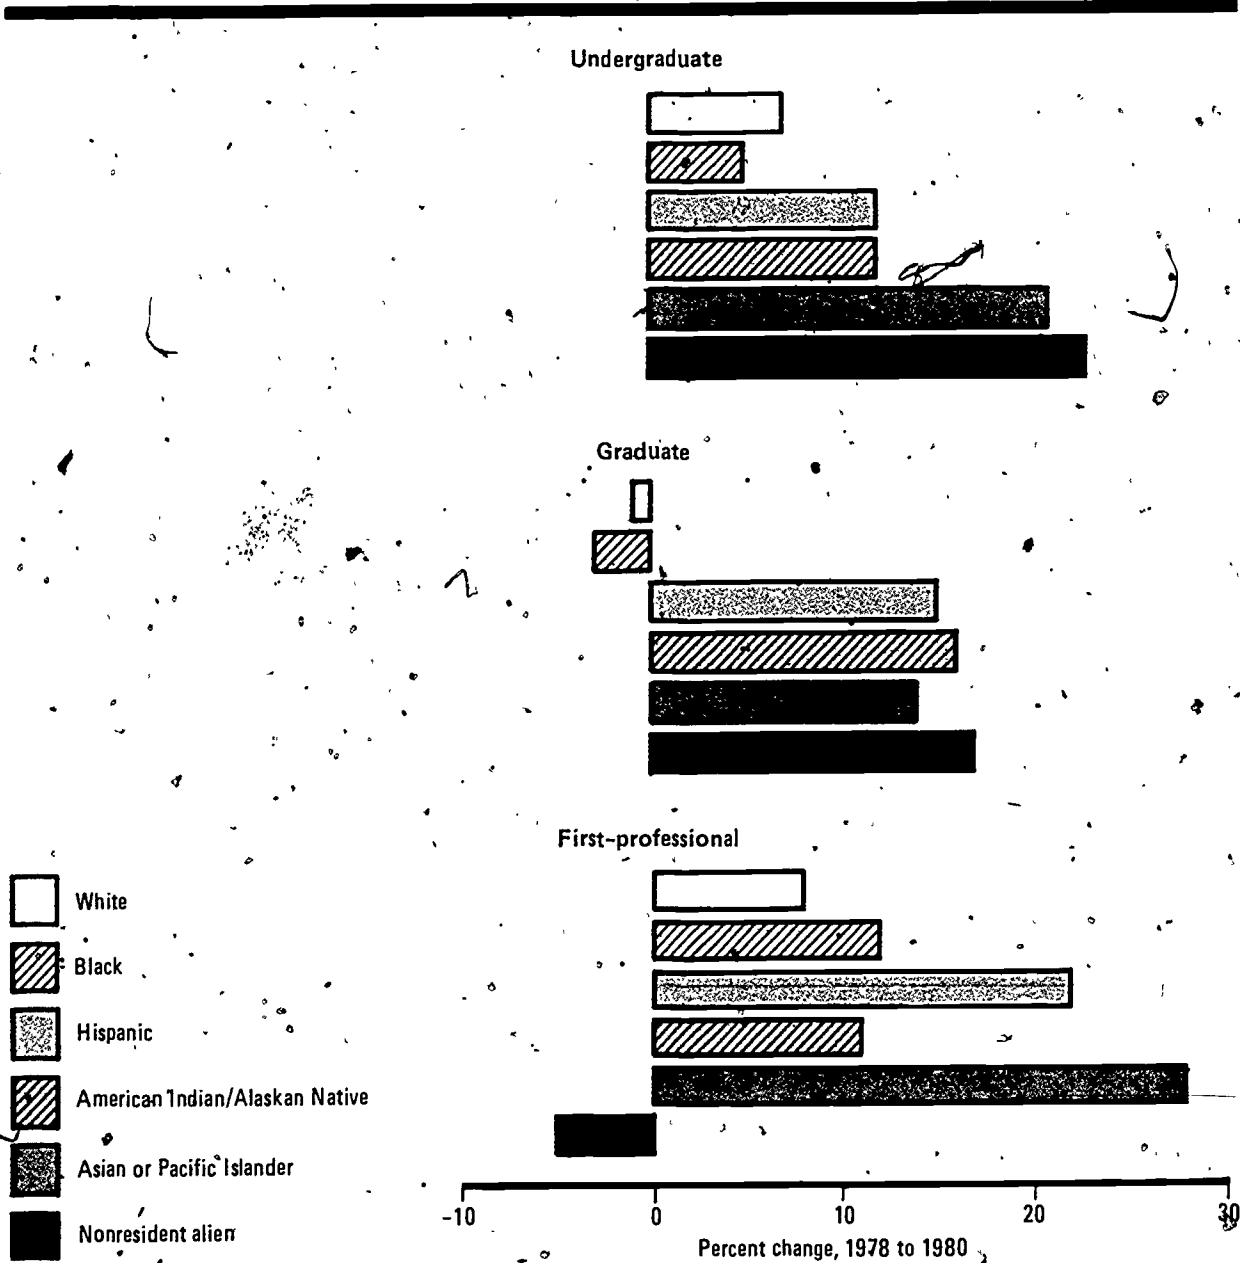 Undergraduate
Graduate
First-professional
White
Black
Hispanic
American Indian/Alaskan Native
Asian or Pacific Islander
Nonresident alien
-10 0 10 20 30
Percent change, 1978 to 1980